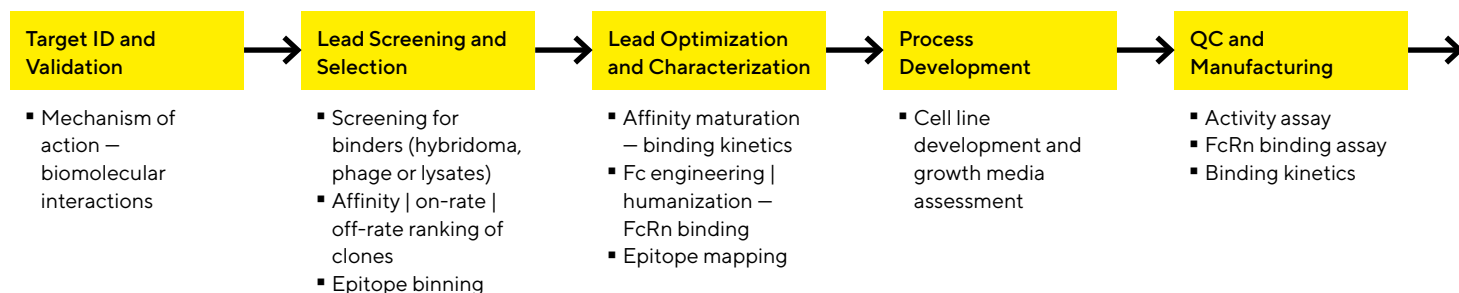 Target ID and
Validation
▪ Mechanism of
action —
biomolecular
interactions
Lead Screening and
Selection
▪ Screening for
binders (hybridoma,
phage or lysates)
▪ Affinity | on-rate |
off-rate ranking of
clones
▪ Epitope binning
Lead Optimization
and Characterization
▪ Affinity maturation
— binding kinetics
▪ Fc engineering |
humanization —
FcRn binding
▪ Epitope mapping
Process
Development
▪ Cell line
development and
growth media
assessment
QC and
Manufacturing
▪ Activity assay
▪ FcRn binding assay
▪ Binding kinetics